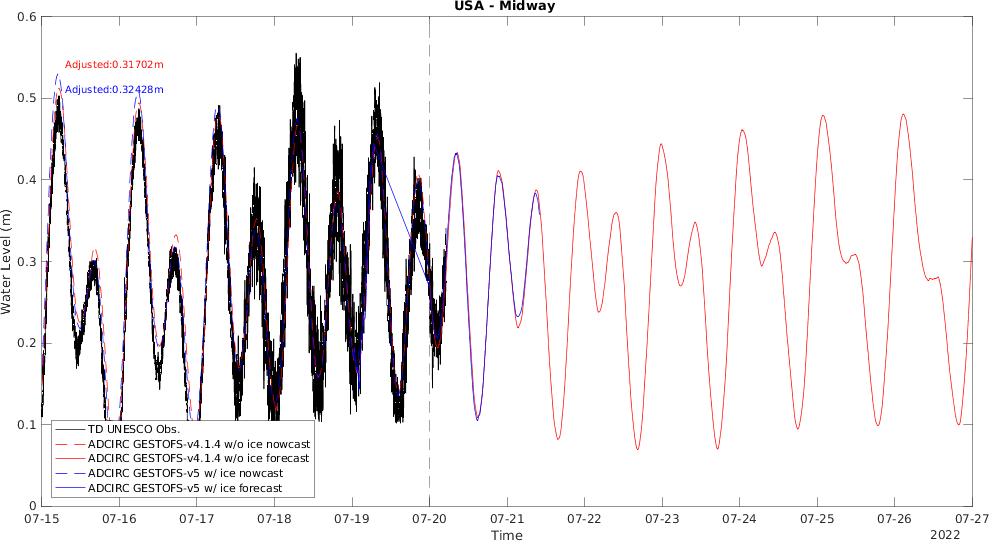 USA - Midway
0.6
0.5
0.4
0.3
0.2
0.1
0
Water Level (m)
Adjusted:0.31702m
Adjusted:0.32428m
TD UNESCO Obs.
ADCIRC GESTOFS-v4.1.4 w/o ice nowcast
ADCIRC GESTOFS-v4.1.4 w/o ice forecast
ADCIRC GESTOFS-v5 w/ ice nowcast
ADCIRC GESTOFS-v5 w/ ice forecast
07-15 07-16 07-17 07-18 07-19 07-20 07-21 07-22 07-23 07-24 07-25 07-26 07-27
Time
2022